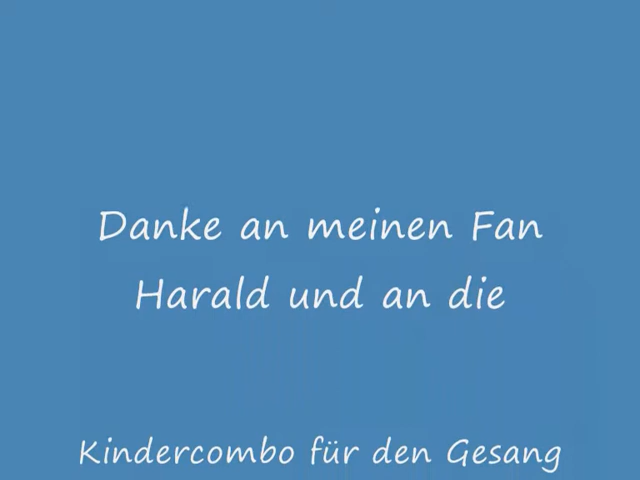 Danke an meinen Fan
Harald und an die
Kindercombo für den Gesang